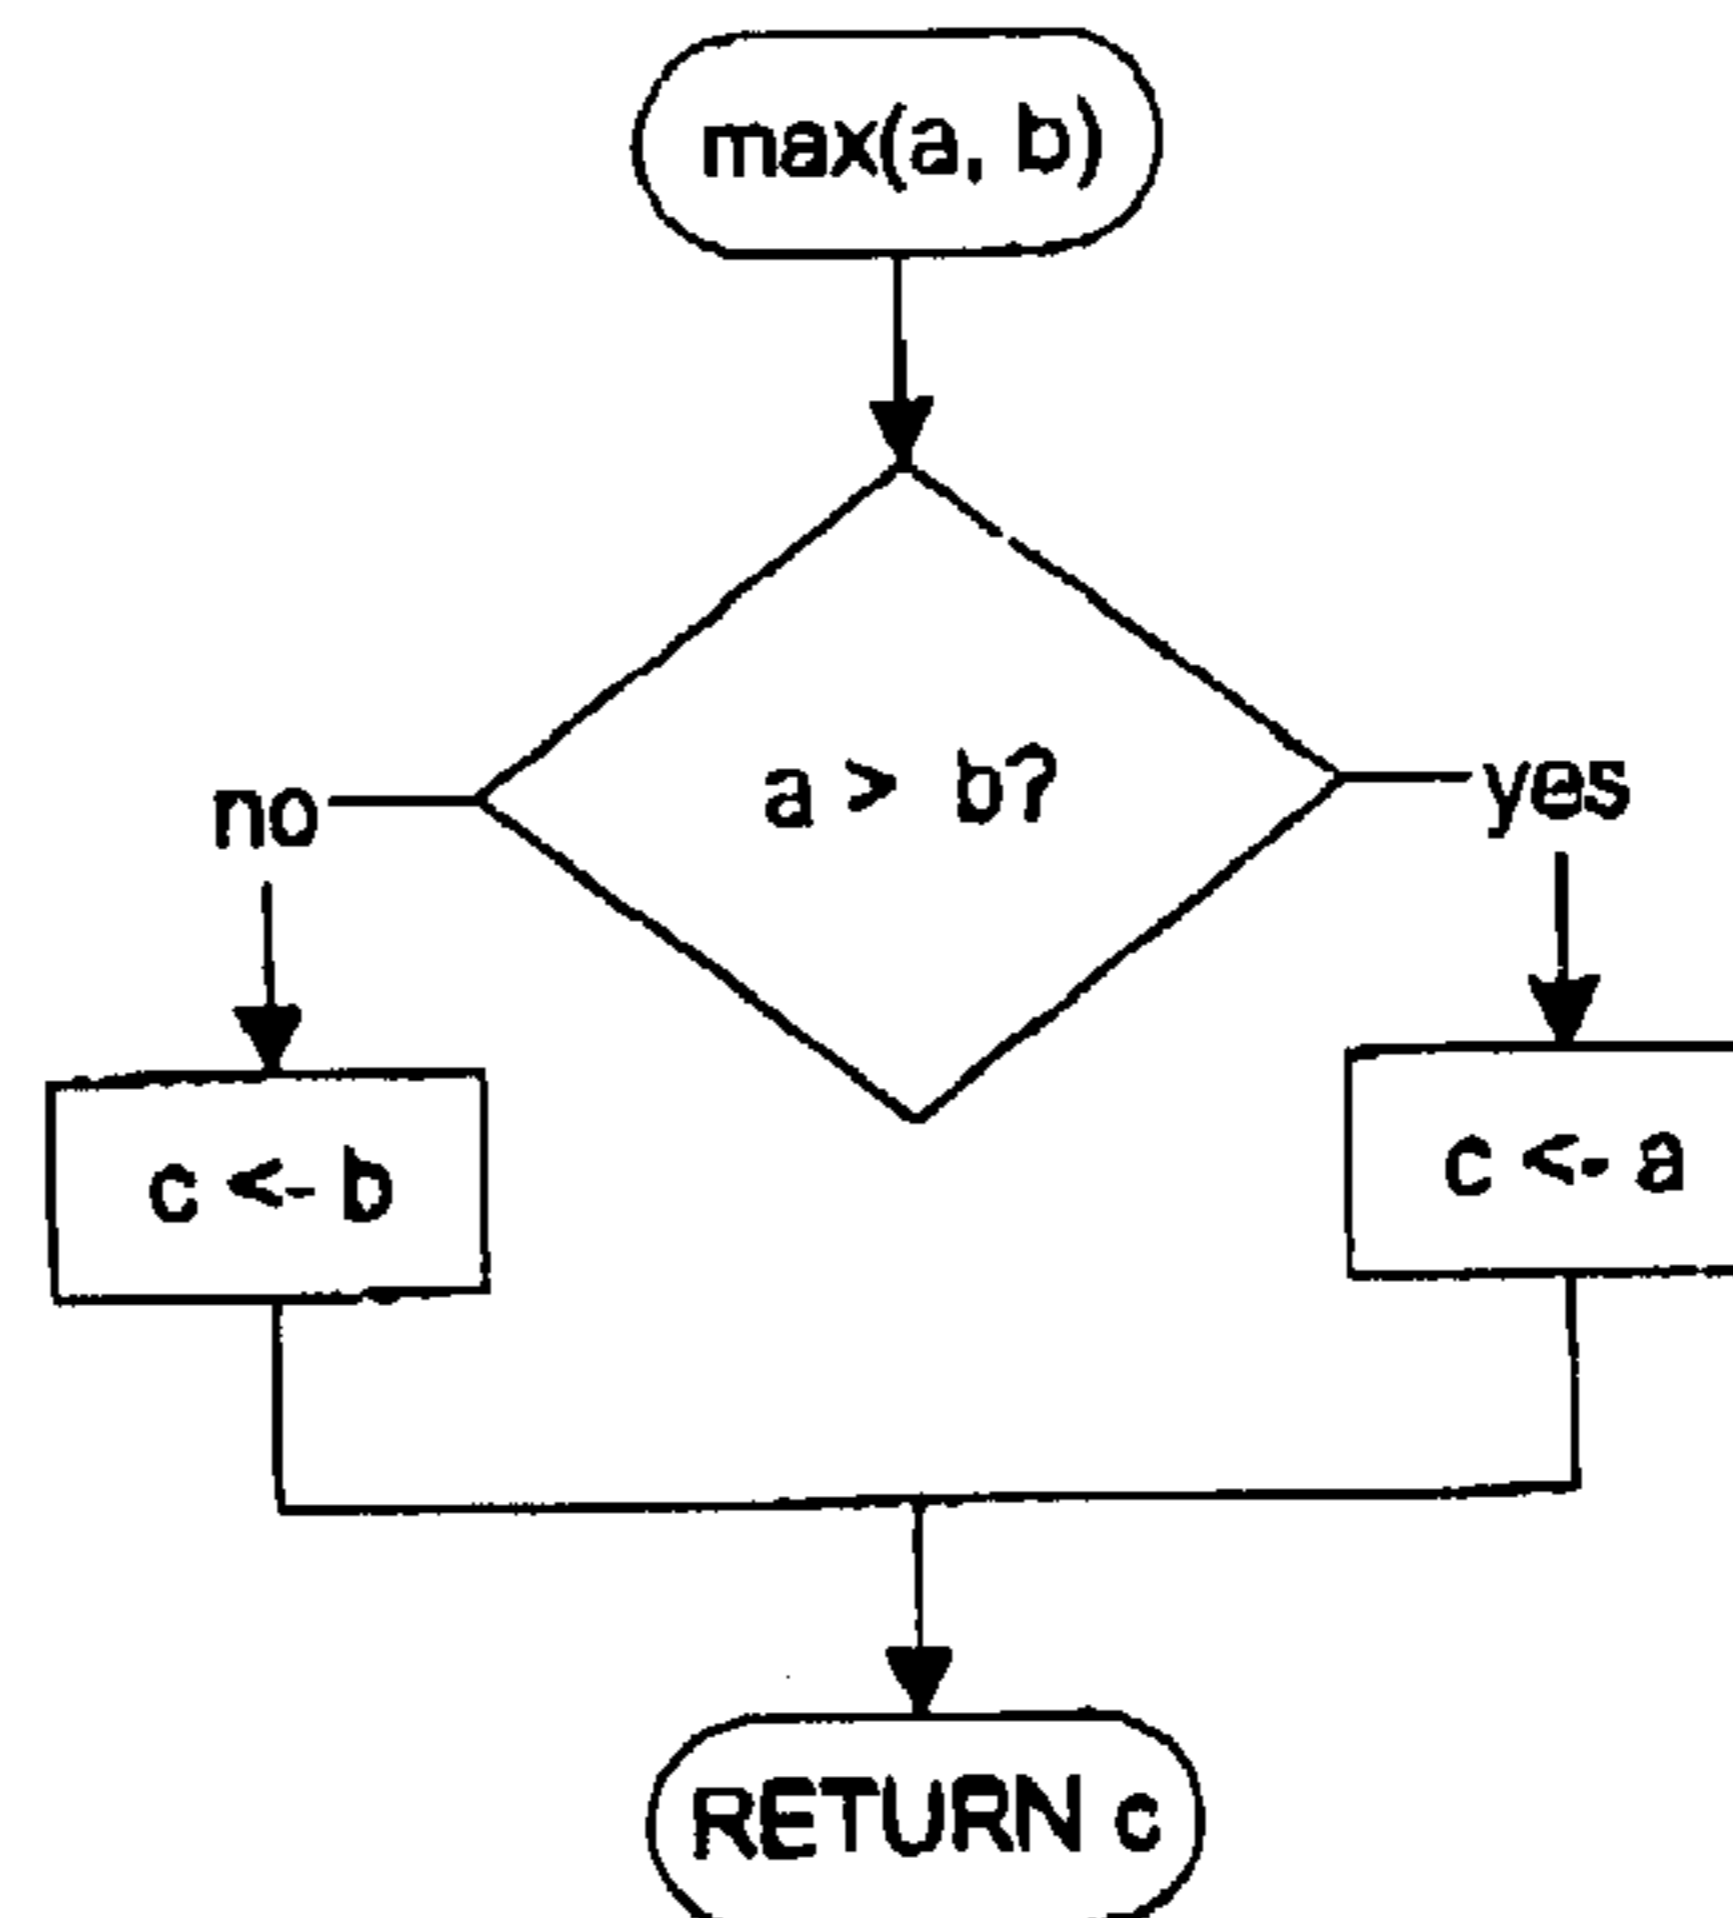 max(a, b)
a > b?
no
yes
c <- b
c <- a
RETURN c